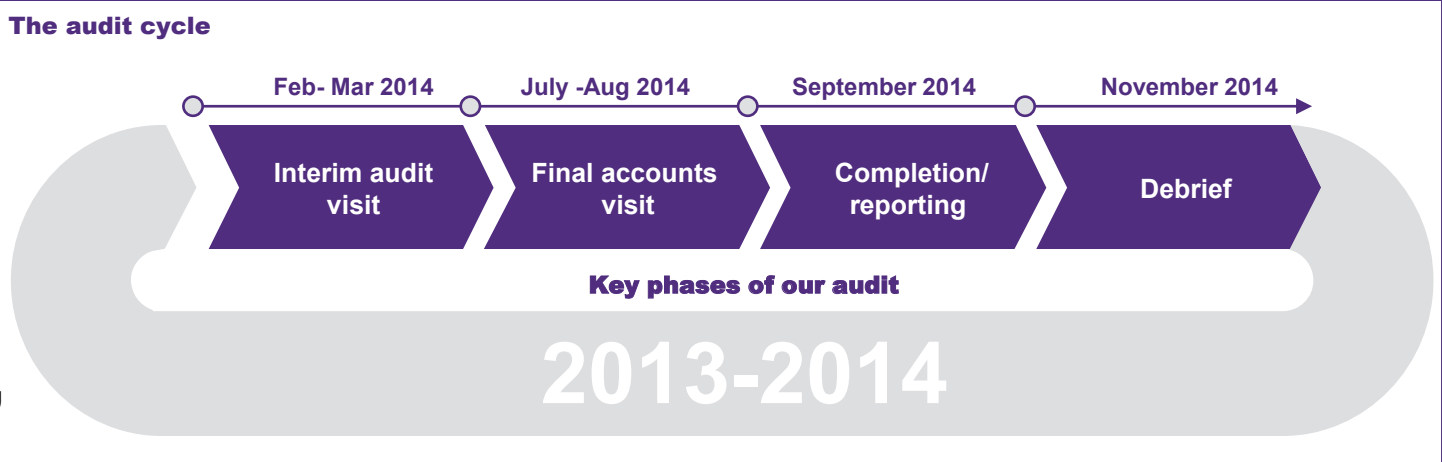 The audit cycle
Feb- Mar 2014
July -Aug 2014
September 2014
November 2014
Interim audit
visit
Final accounts
visit
Completion/
reporting
Debrief
Key phases of our audit
2013-2014